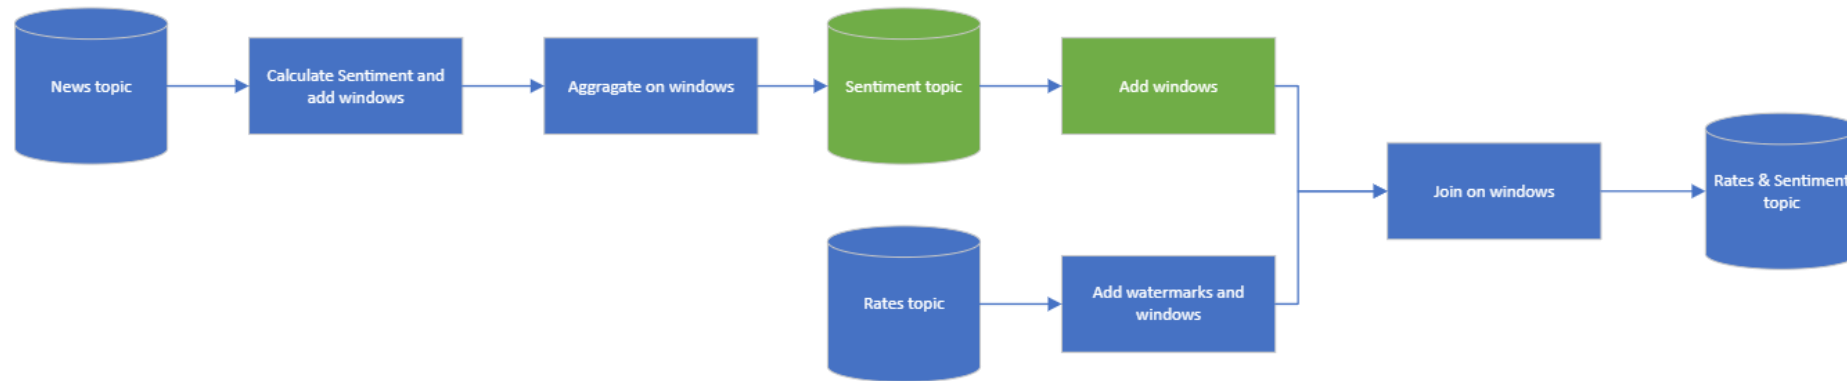 News topic
Calculate Sentiment and
add windows
Aggragate on windows
Sentiment topic
Add windows
Rates topic
Add watermarks and
windows
Join on windows
Rates & Sentiment
topic